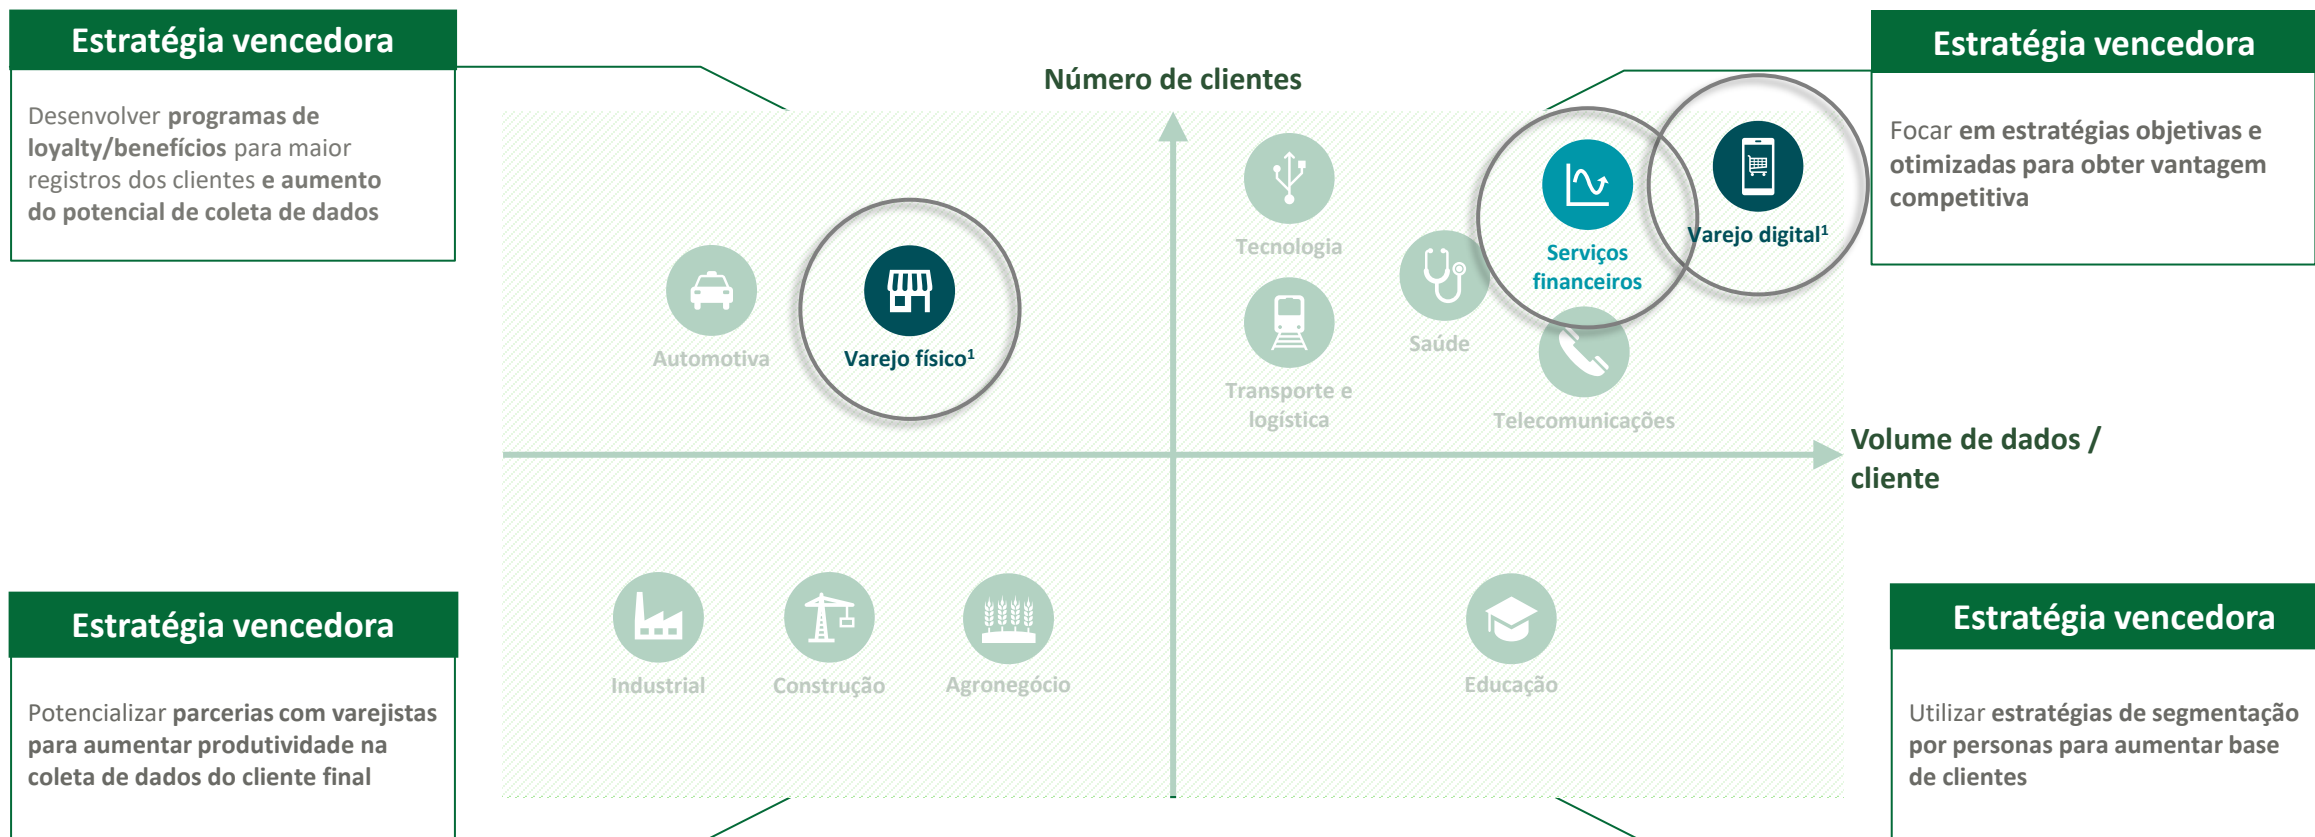 Estratégia vencedora
Desenvolver programas de
loyalty/benefícios para maior
registros dos clientes e aumento
do potencial de coleta de dados
Número de clientes
Estratégia vencedora
Focar em estratégias objetivas e
otimizadas para obter vantagem
competitiva
Automotiva
Varejo físico¹
Tecnologia
Transporte e
logística
Saúde
Serviços
financeiros
Varejo digital¹
Telecomunicações
Volume de dados /
cliente
Estratégia vencedora
Potencializar parcerias com varejistas
para aumentar produtividade na
coleta de dados do cliente final
Industrial
Construção
Agronegócio
Educação
Estratégia vencedora
Utilizar estratégias de segmentação
por personas para aumentar base
de clientes